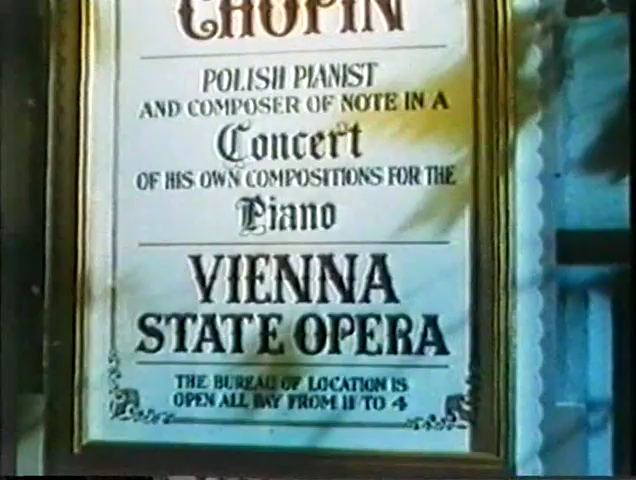 CHOPIN
POLISH PIANIST
AND COMPOSER OF NOTE IN A
Concert
OF HIS OWN COMPOSITIONS FOR THE
Piano
VIENNA
STATE OPERA
THE BUREAU OF LOCATION IS
OPEN ALL DAY FROM 11 TO 4